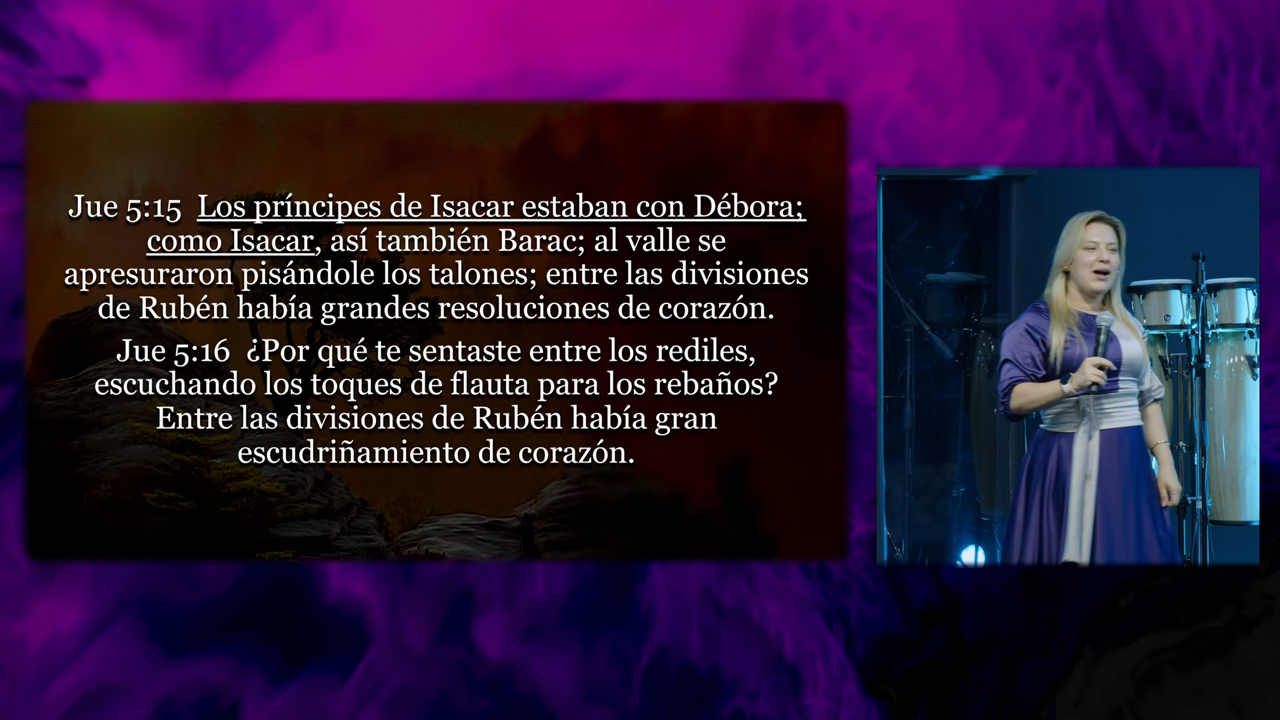 Jue 5:15 Los príncipes de Isacar estaban con Débora;
como Isacar, así también Barac; al valle se
apresuraron pisándole los talones; entre las divisiones
de Rubén había grandes resoluciones de corazón.
Jue 5:16 ¿Por qué te sentaste entre los rediles,
escuchando los toques de flauta para los rebaños?
Entre las divisiones de Rubén había gran
escudriñamiento de corazón.